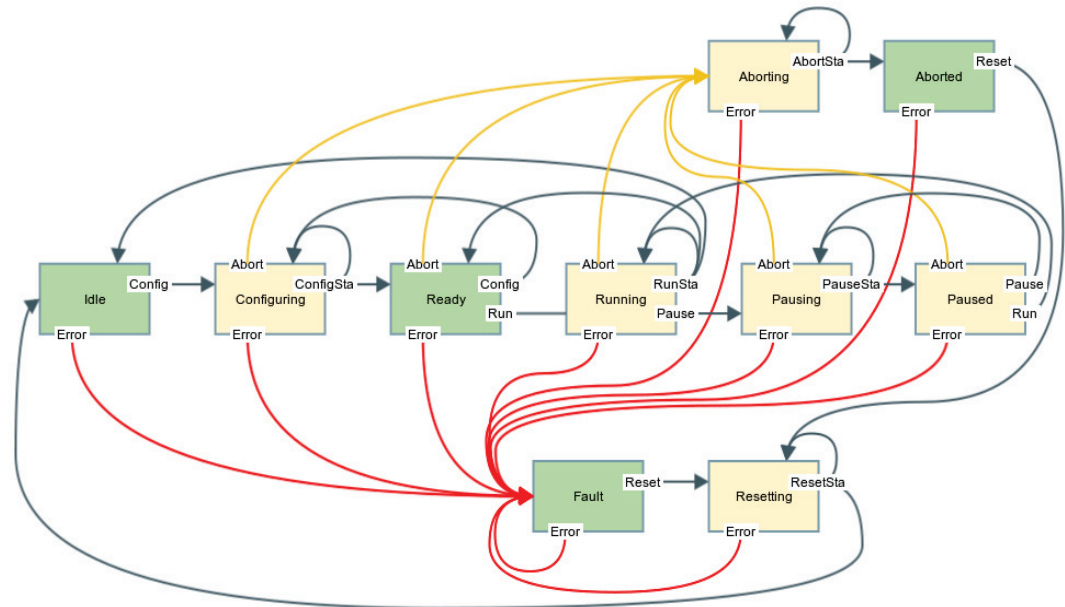 AbortSta
Reset
Aborting
Aborted
Error
Error
Abort
Abort
Abort
Abort
Abort
Config
ConfigSta
Config
RunSta
PauseSta
Pause
Idle
Configuring
Ready
Running
Pausing
Paused
Run
Pause
Run
Error
Error
Error
Error
Error
Error
Reset
ResetSta
Fault
Resetting
Error
Error